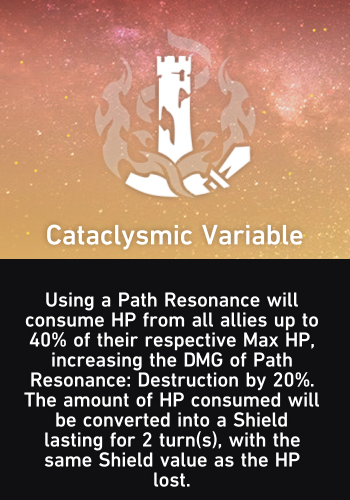 Cataclysmic Variable
Using a Path Resonance will
consume HP from all allies up to
40% of their respective Max HP,
increasing the DMG of Path
Resonance: Destruction by 20%.
The amount of HP consumed will
be converted into a Shield
lasting for 2 turn(s), with the
same Shield value as the HP
lost.